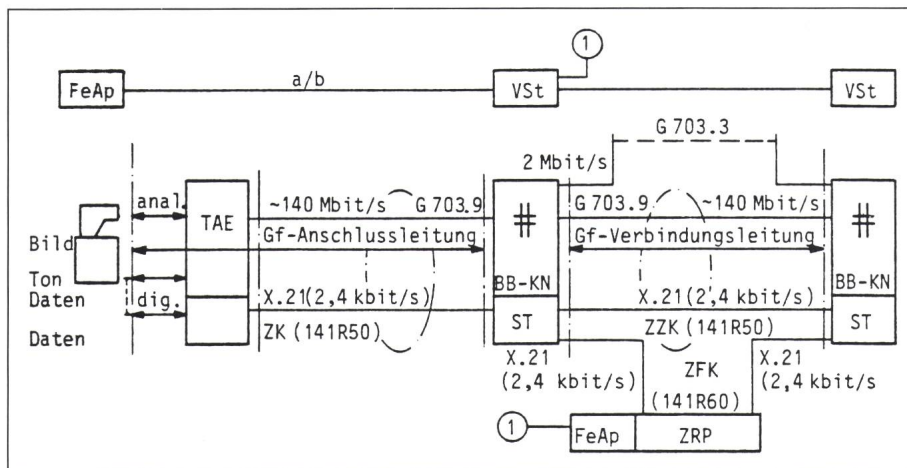 1
FeAp
a/b
VSt
VSt
G 703.3
2 Mbit/s
anal.
TAE
~140 Mbit/s
G 703.9
G 703.9
~140 Mbit/s
Bild
Gf-Anschlussleitung
Gf-Verbindungsleitung
Ton
BB-KN
BB-KN
Daten
dig.
X.21(2,4 kbit/s)
X.21(2,4 kbit/s)
Daten
ZK (141R50)
ST
ZZK (141R50)
ST
X.21
(2,4 kbit/s)
ZFK
(141R60)
X.21
(2,4 kbit/s
1
FeAp
ZRP